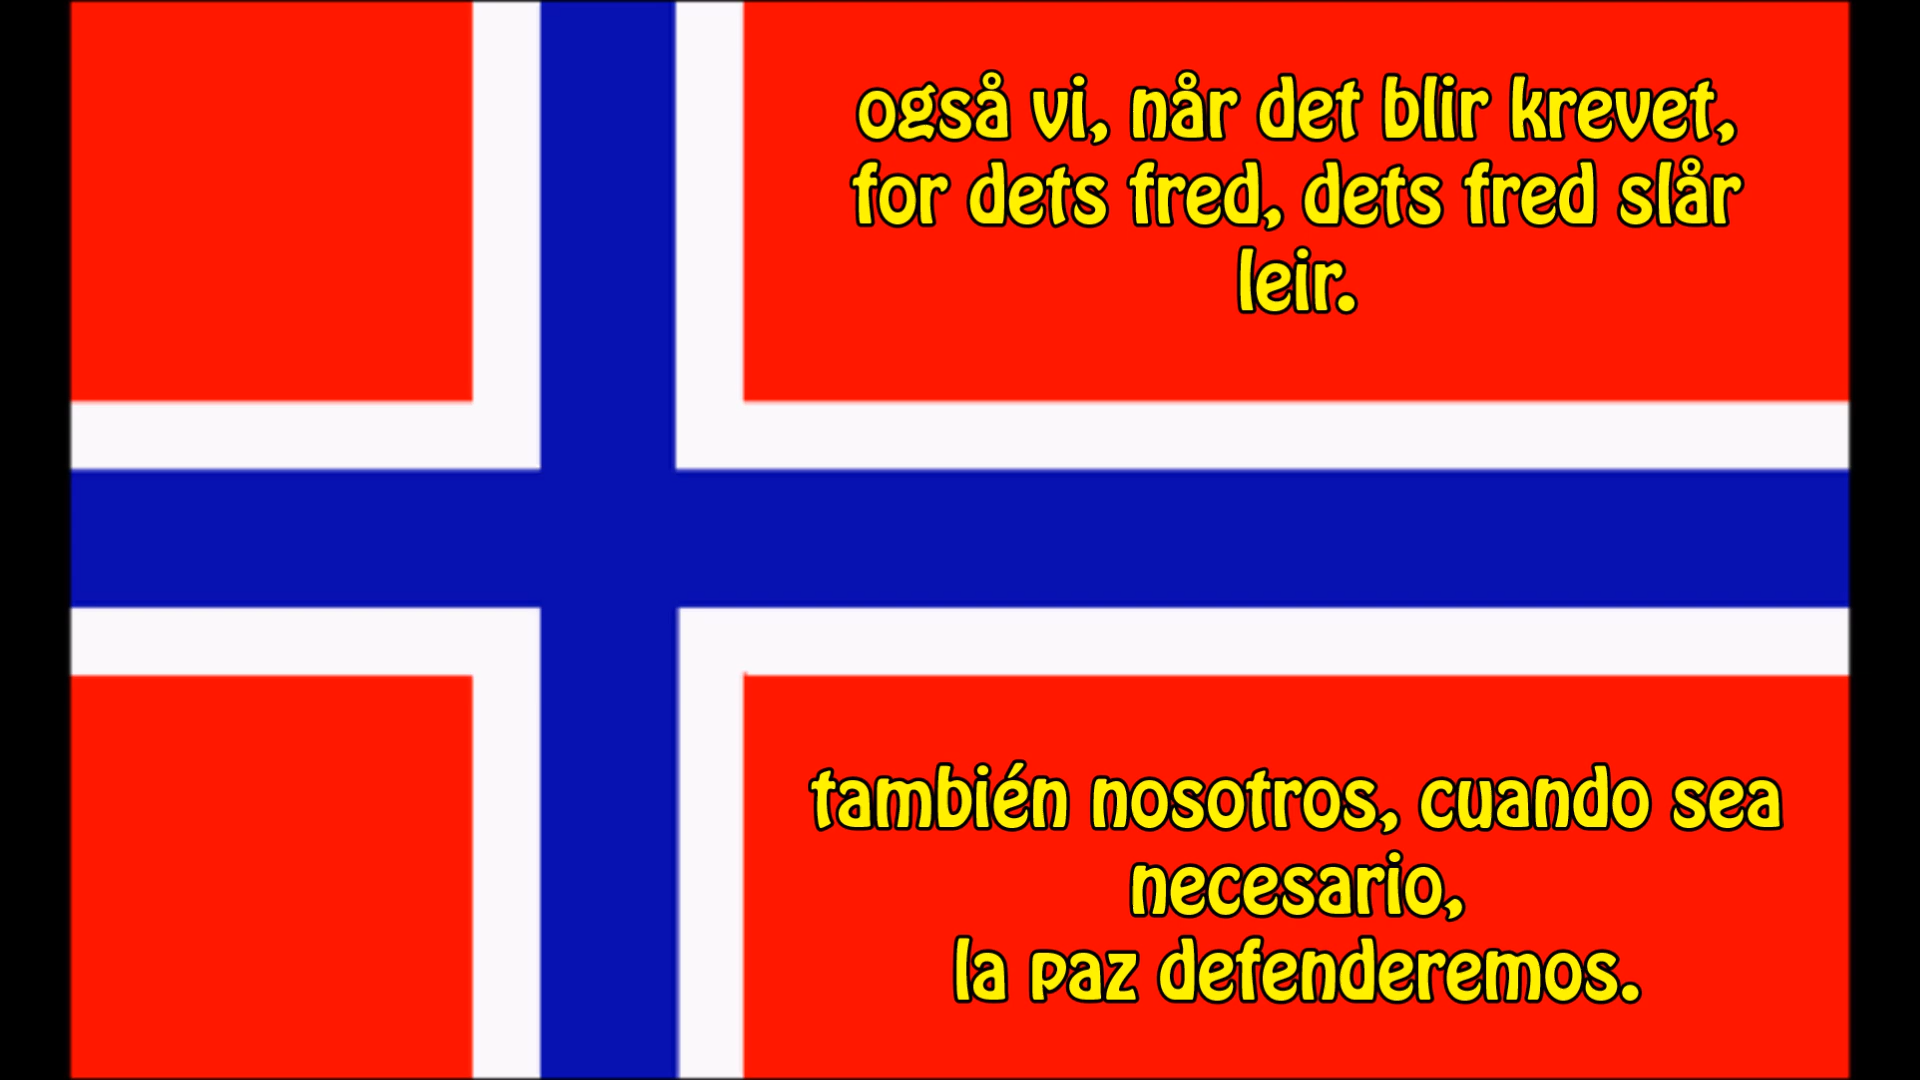 også vi, når det blir krevet,
for dets fred, dets fred slår
leir.
también nosotros, cuando sea
necesario,
la paz defenderemos.